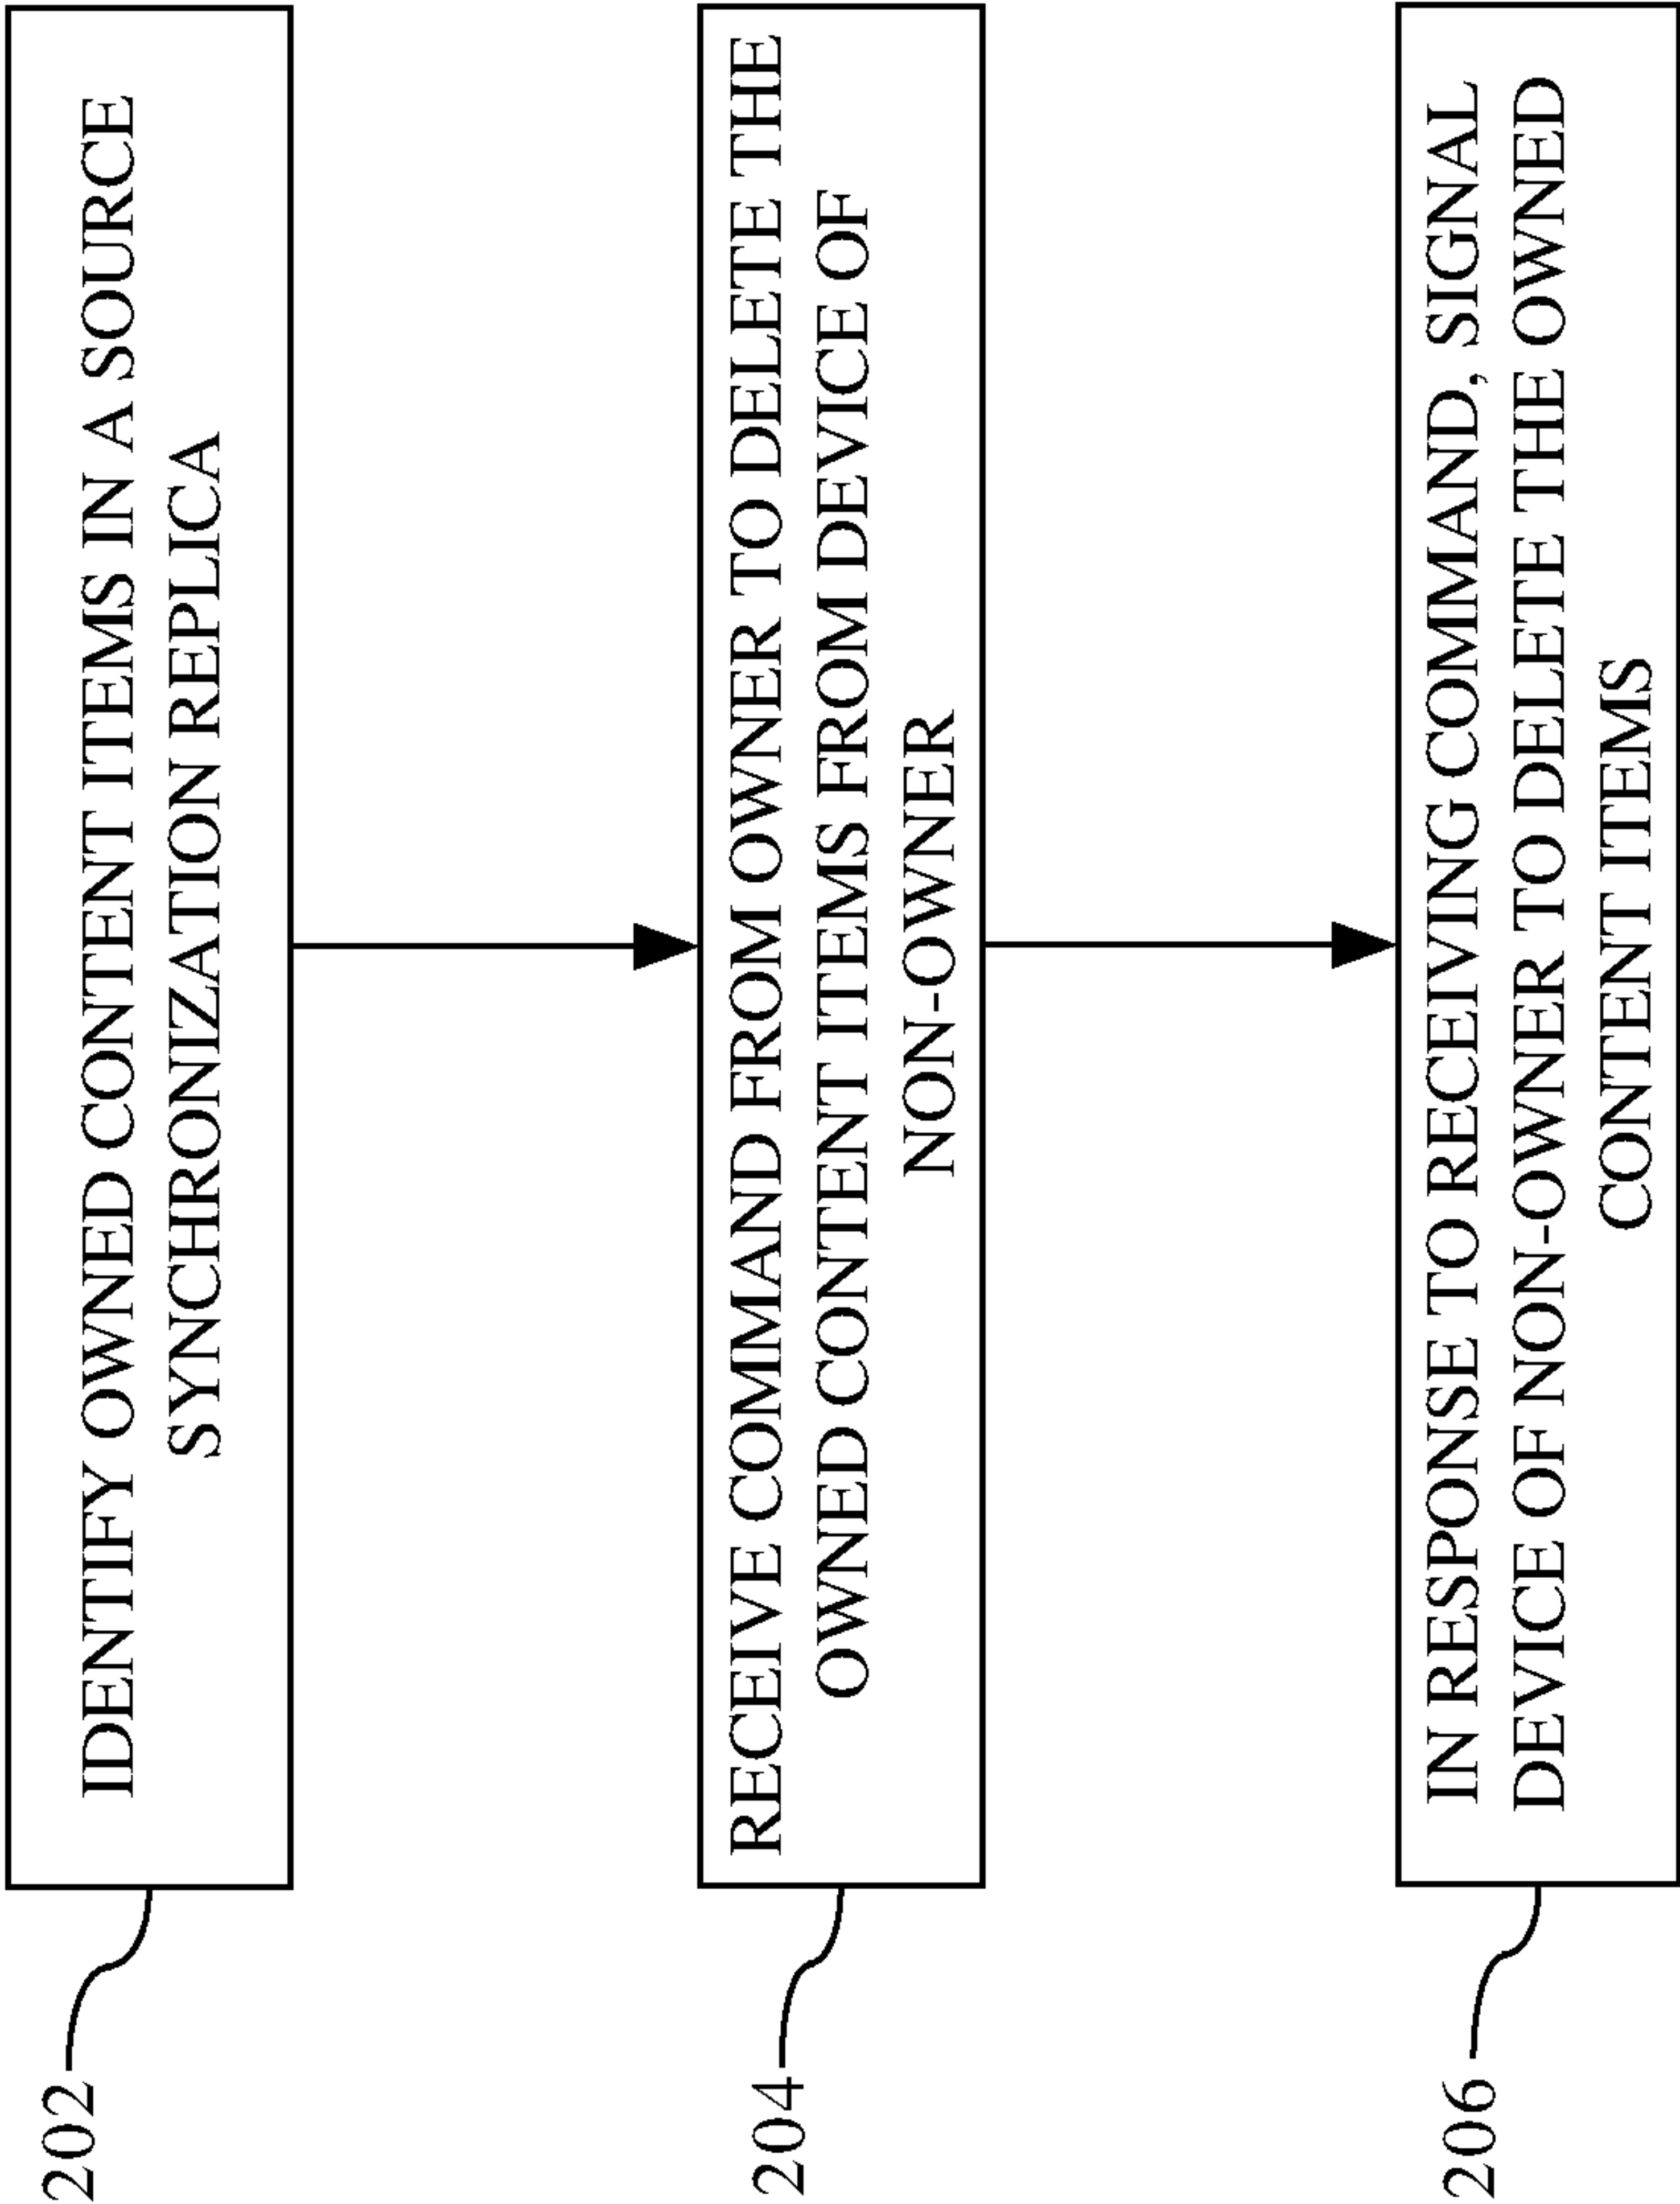 202
IDENTIFY OWNED CONTENT ITEMS IN A SOURCE
SYNCHRONIZATION REPLICA
204
RECEIVE COMMAND FROM OWNER TO DELETE THE
OWNED CONTENT ITEMS FROM DEVICE OF
NON-OWNER
206
IN RESPONSE TO RECEIVING COMMAND, SIGNAL
DEVICE OF NON-OWNER TO DELETE THE OWNED
CONTENT ITEMS